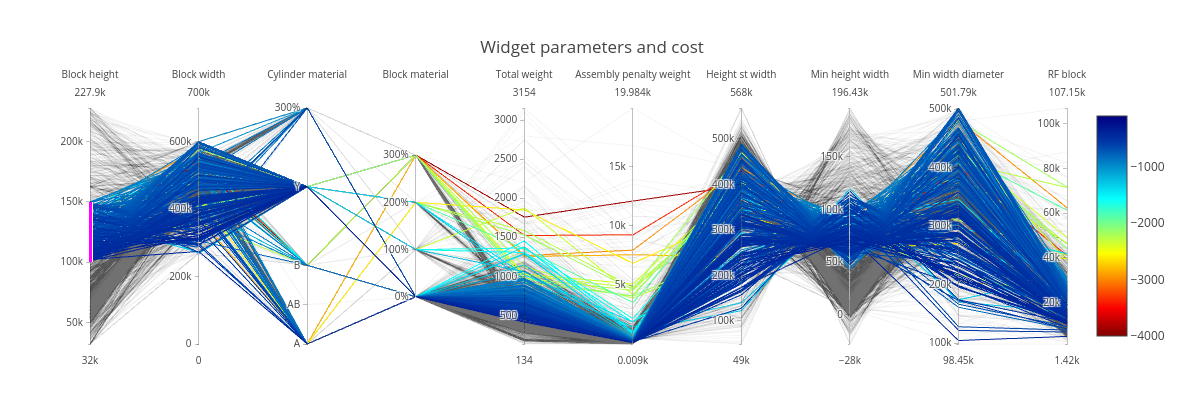 Widget parameters and cost
Block height Block width Cylinder material Block material Total weight Assembly penalty weight Height st width Min height width Min width diameter RF block
227.9k 700k 3154 19.984k 568k 196.43k 501.79k 107.15k
200k
150k
100k
50k
600k
400k
200k
0
300%
Y
B
AB
A
300%
200%
100%
0%
3000
2500
2000
1500
1000
500
15k
10k
5k
500k
400k
300k
200k
100k
150k
100k
50k
0
500k
400k
300k
200k
100k
100k
80k
60k
40k
20k
−1000
−2000
−3000
−4000
32k 0 134 0.009k 49k −28k 98.45k 1.42k